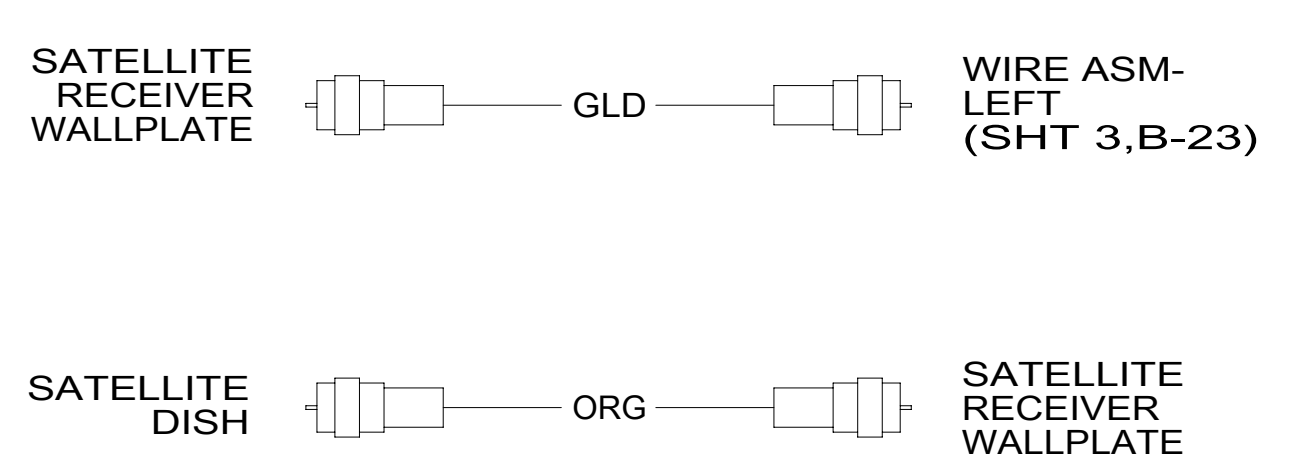 SATELLITE
RECEIVER
WALLPLATE
GLD
WIRE ASM-
LEFT
(SHT 3,B-23)
SATELLITE
DISH
ORG
SATELLITE
RECEIVER
WALLPLATE